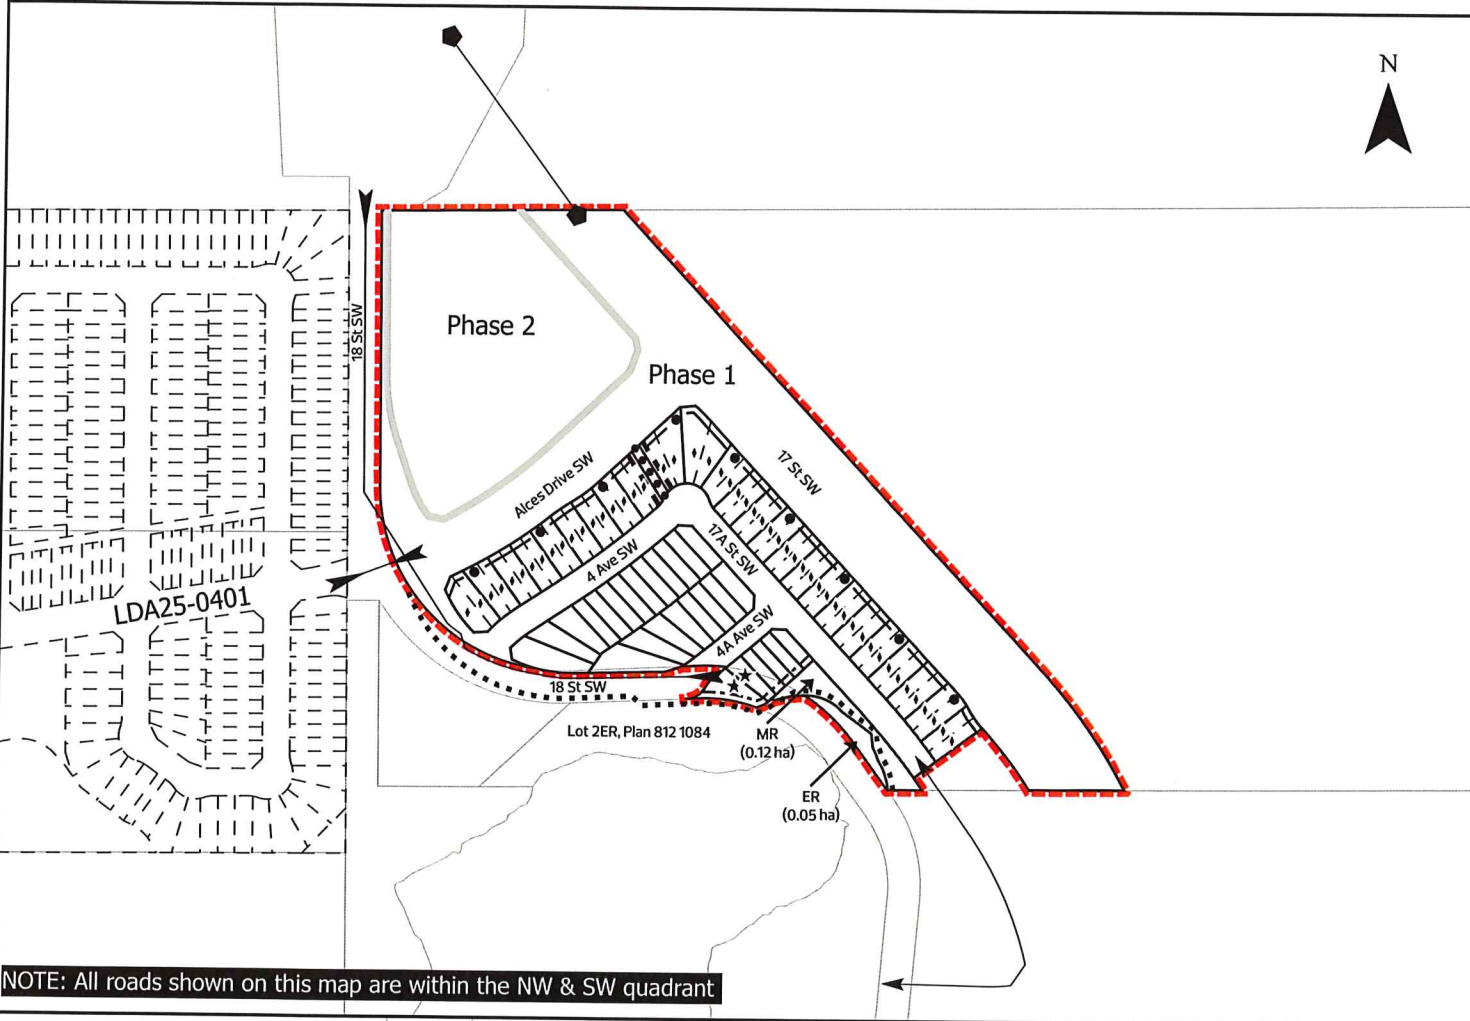 N
18 St SW
Phase 2
Phase 1
17 St SW
Alces Drive SW
17A St SW
4 Ave SW
LDA25-0401
4A Ave SW
18 St SW
Lot 2ER, Plan 812 1084
MR
(0.12 ha)
ER
(0.05 ha)
NOTE: All roads shown on this map are within the NW & SW quadrant